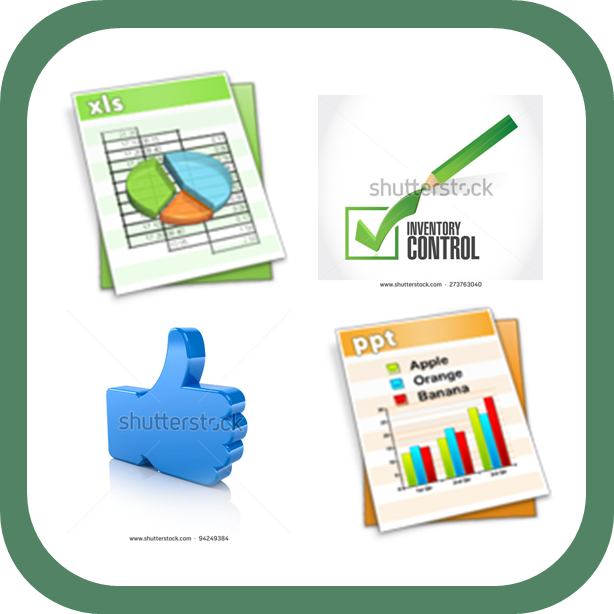 xls
shutterstock
INVENTORY
CONTROL
www.shutterstock.com · 273763040
shutterstock
www.shutterstock.com · 94249384
ppt
Apple
Orange
Banana